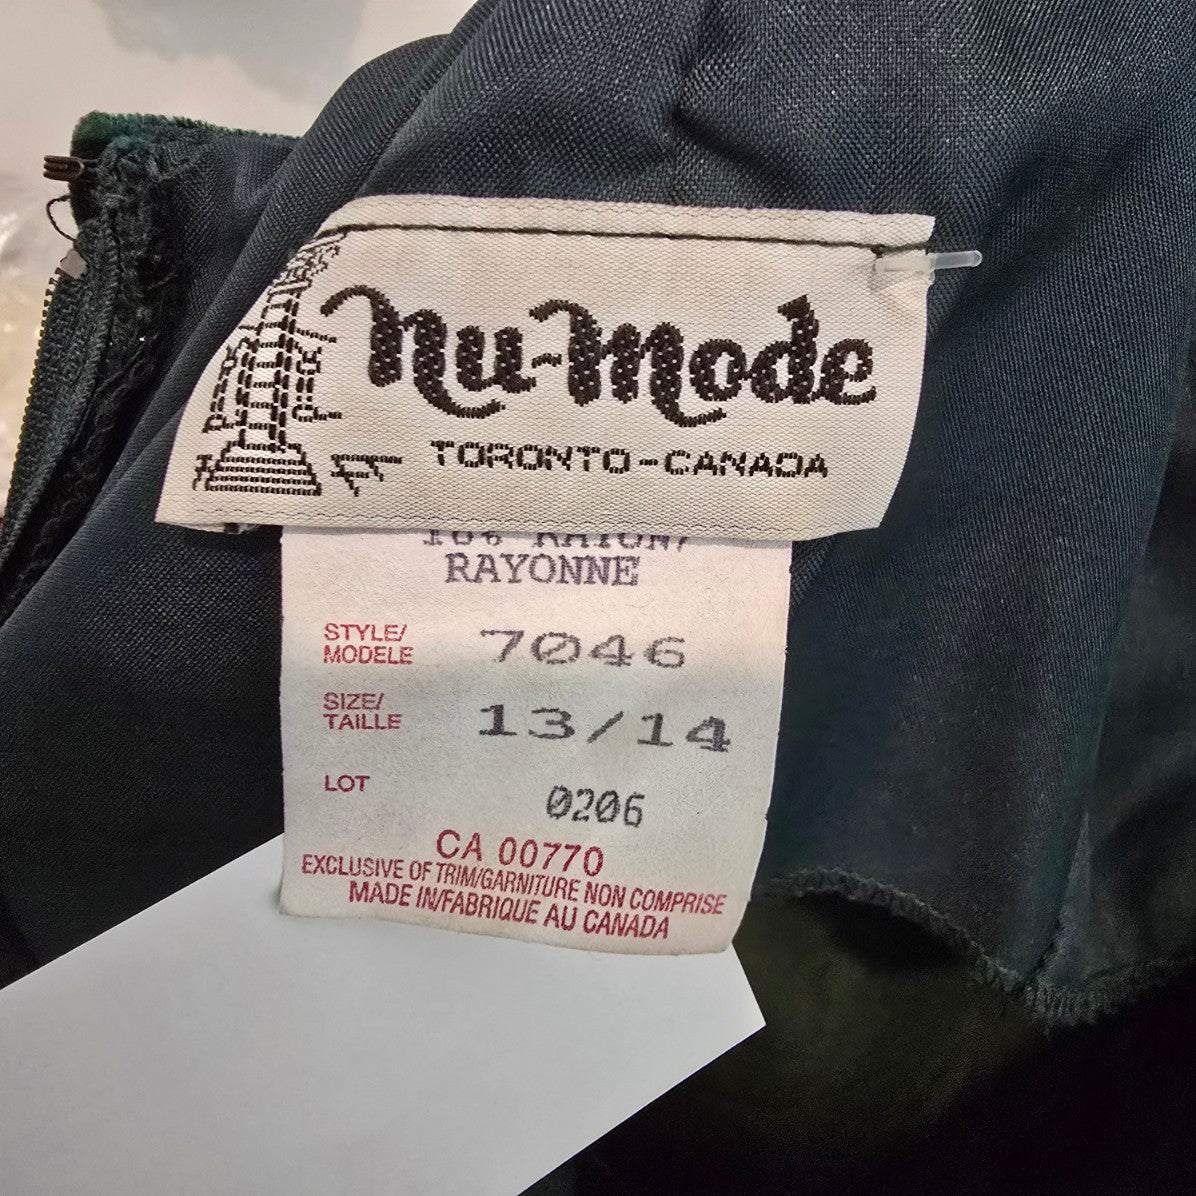 nu-mode
TORONTO-CANADA
RAYON/
RAYONNE
STYLE/
MODELE 7046
SIZE/
TAILLE 13/14
LOT 0206
CA 00770
EXCLUSIVE OF TRIM/GARNITURE NON COMPRISE
MADE IN/FABRIQUE AU CANADA